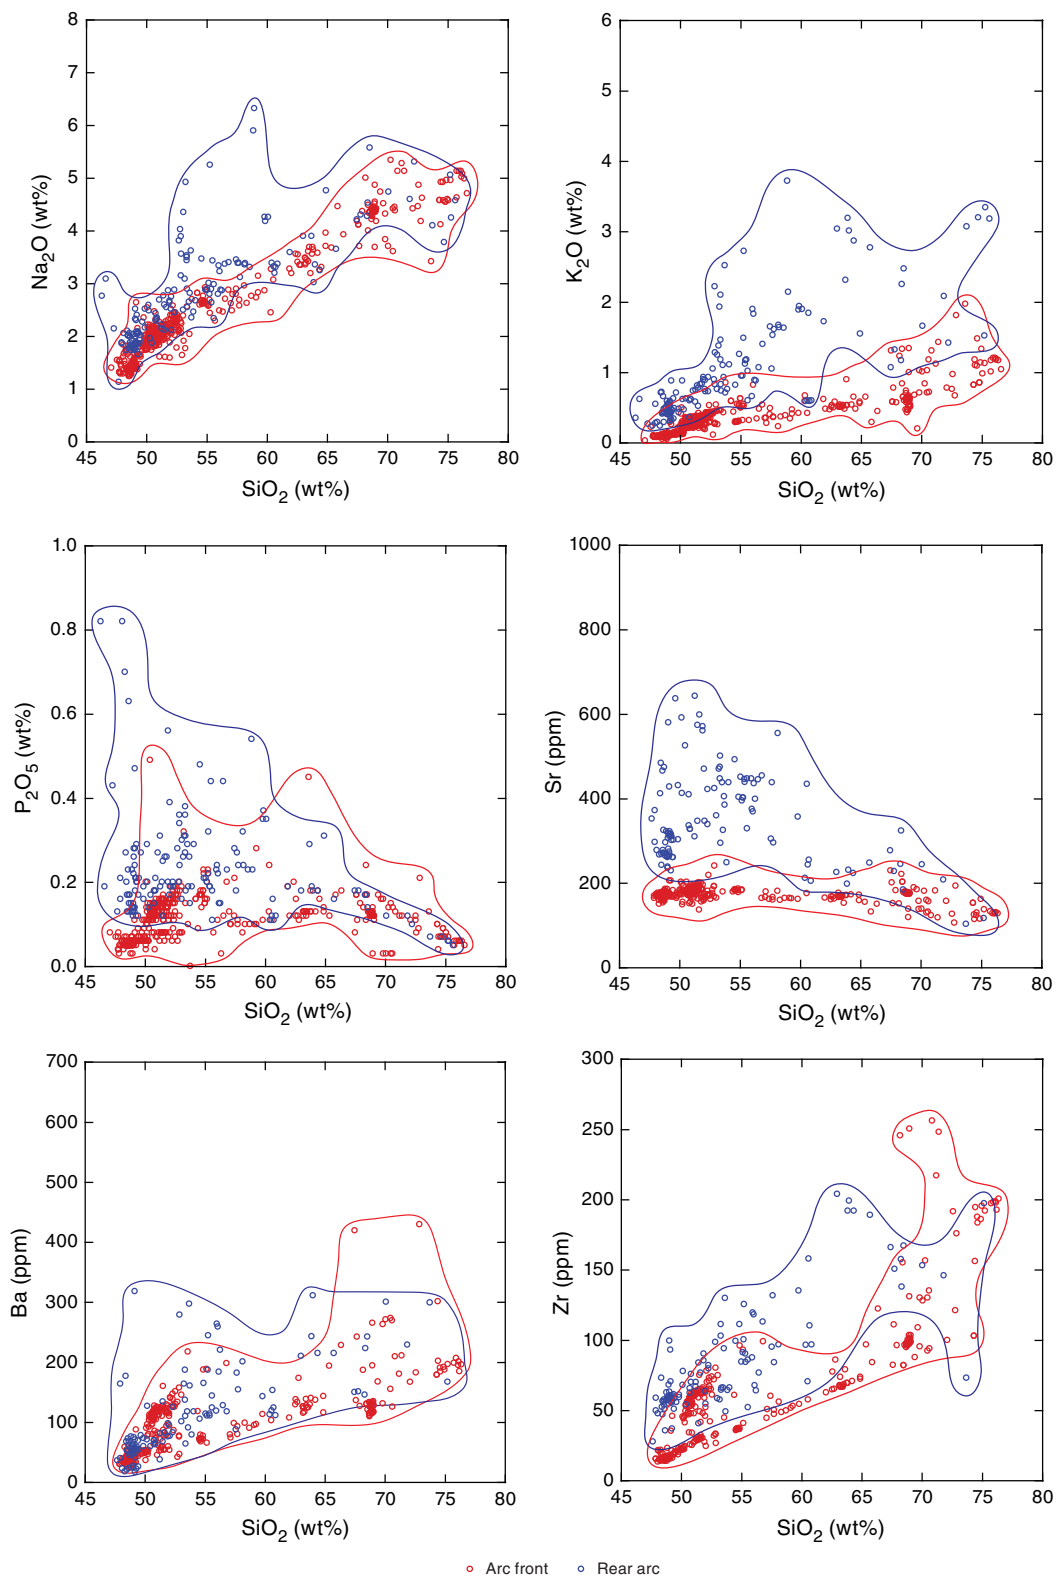 8
7
6
5
4
3
2
1
0
Na₂O (wt%)
45 50 55 60 65 70 75 80
SiO₂ (wt%)
6
5
4
3
2
1
0
K₂O (wt%)
45 50 55 60 65 70 75 80
SiO₂ (wt%)
1.0
0.8
0.6
0.4
0.2
0.0
P₂O₅ (wt%)
45 50 55 60 65 70 75 80
SiO₂ (wt%)
1000
800
600
400
200
0
Sr (ppm)
45 50 55 60 65 70 75 80
SiO₂ (wt%)
700
600
500
400
300
200
100
0
Ba (ppm)
45 50 55 60 65 70 75 80
SiO₂ (wt%)
300
250
200
150
100
50
0
Zr (ppm)
45 50 55 60 65 70 75 80
SiO₂ (wt%)
Arc front Rear arc